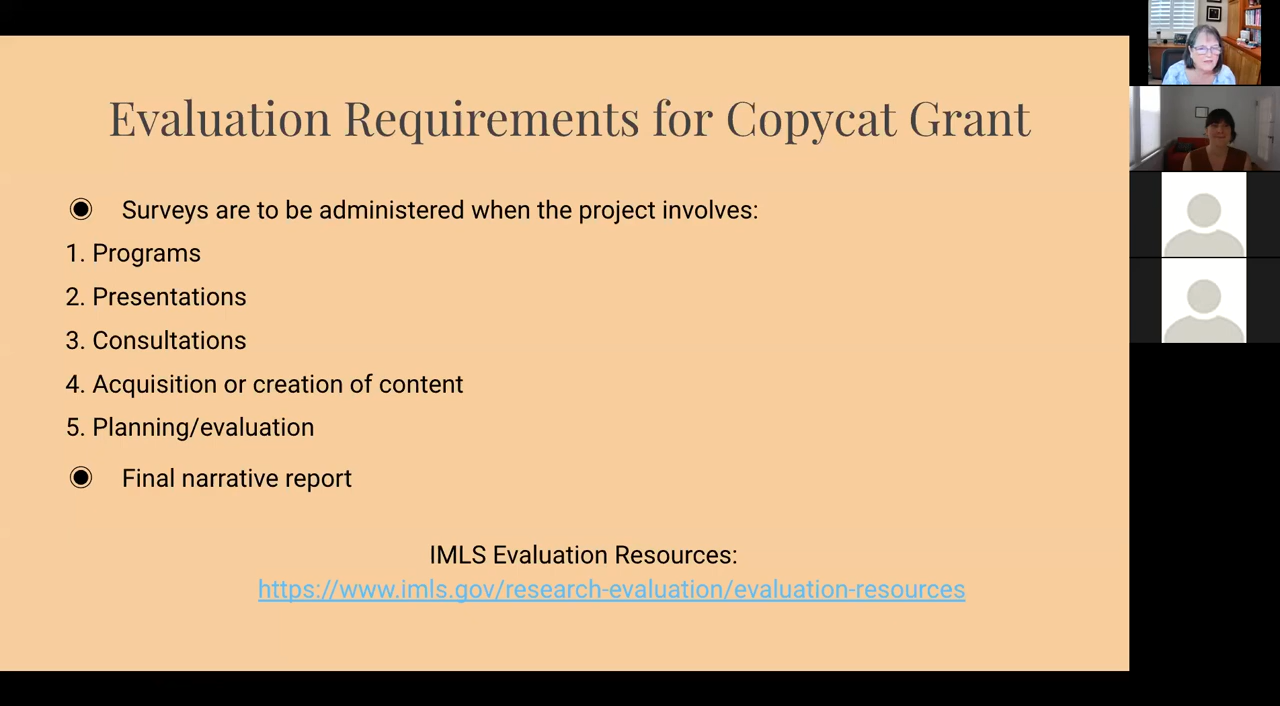 Evaluation Requirements for Copycat Grant
Surveys are to be administered when the project involves:
1. Programs
2. Presentations
3. Consultations
4. Acquisition or creation of content
5. Planning/evaluation
Final narrative report
IMLS Evaluation Resources:
https://www.imls.gov/research-evaluation/evaluation-resources